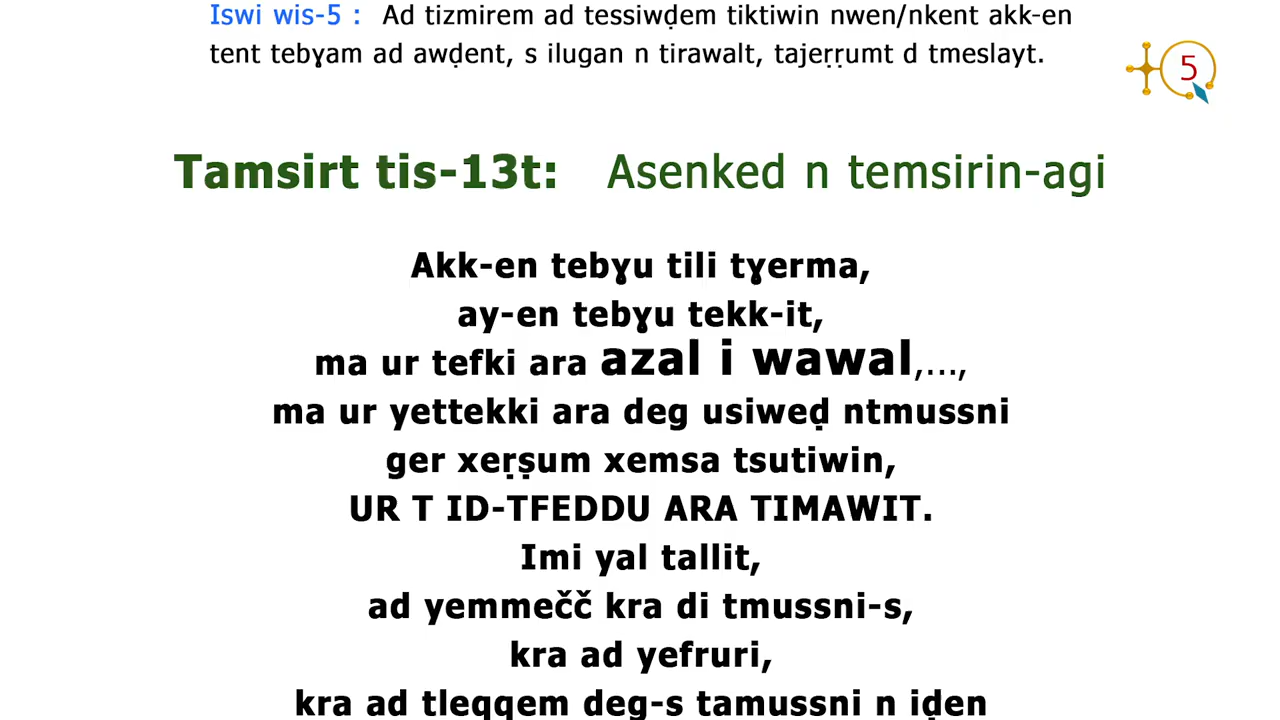 Iswi wis-5 : Ad tizmirem ad tessiwḍem tiktiwin nwen/nkent akk-en
tent tebɣam ad awḍent, s ilugan n tirawalt, tajeṛṛumt d tmeslayt.
5
Tamsirt tis-13t: Asenked n temsirin-agi
Akk-en tebɣu tili tɣerma,
ay-en tebɣu tekk-it,
ma ur tefki ara azal i wawal,...,
ma ur yettekki ara deg usiweḍ ntmussni
ger xeṛṣum xemsa tsutiwin,
UR T ID-TFEDDU ARA TIMAWIT.
Imi yal tallit,
ad yemmečč kra di tmussni-s,
kra ad yefruri,
kra ad tleqqem deg-s tamussni n iḍen